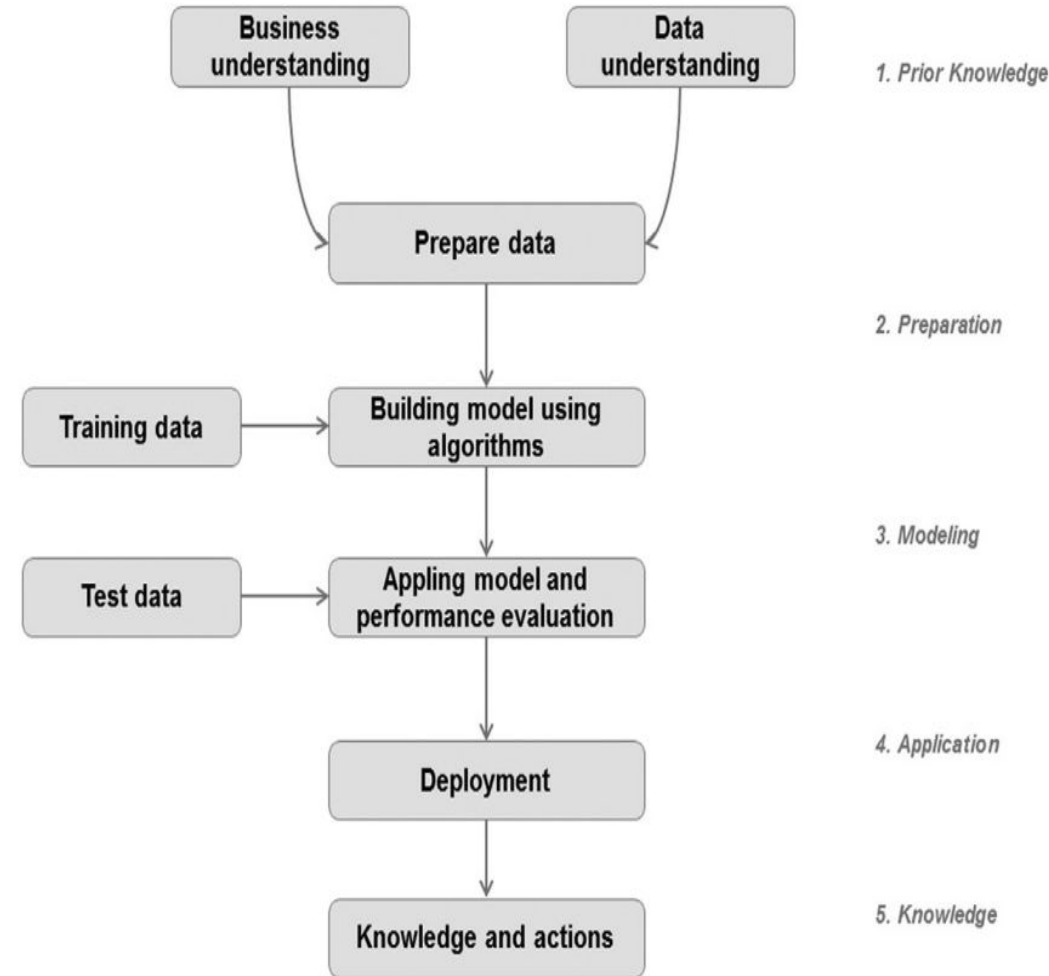 Business
understanding
Data
understanding
1. Prior Knowledge
Prepare data
2. Preparation
Training data
Building model using
algorithms
3. Modeling
Test data
Appling model and
performance evaluation
4. Application
Deployment
5. Knowledge
Knowledge and actions